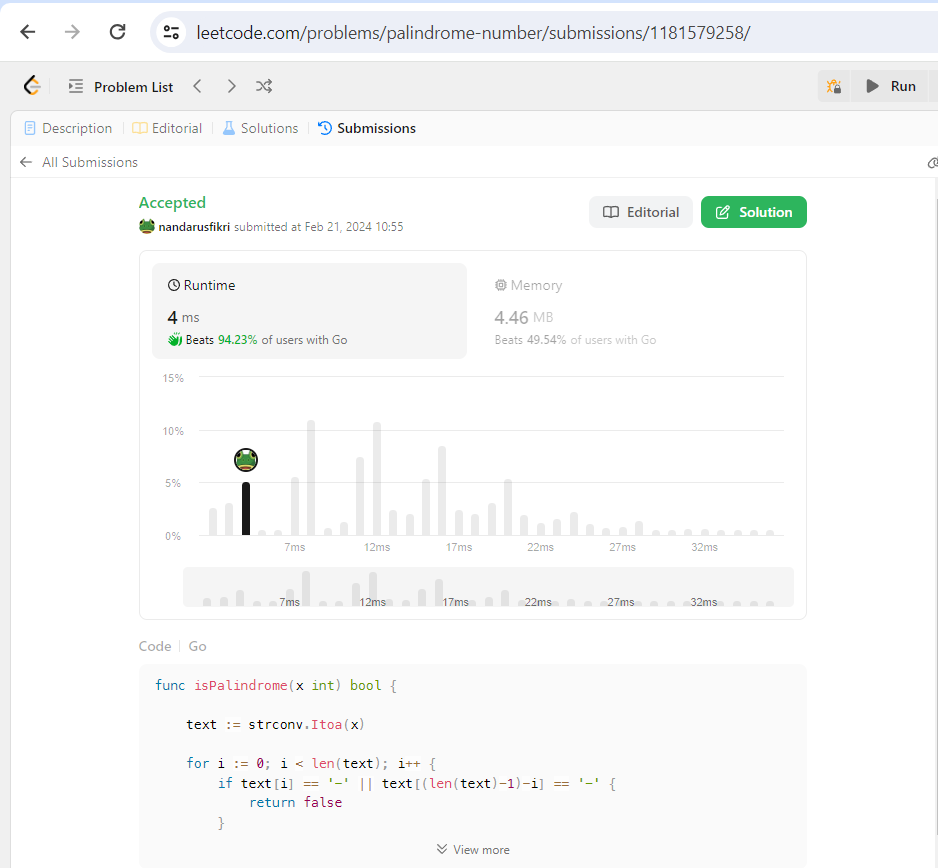 leetcode.com/problems/palindrome-number/submissions/1181579258/
Problem List
Run
Description | Editorial | Solutions | Submissions
All Submissions
Accepted
nandarusfikri submitted at Feb 21, 2024 10:55
Editorial
Solution
Runtime
4 ms
Beats 94.23% of users with Go
Memory
4.46 MB
Beats 49.54% of users with Go
15%
10%
5%
0%
7ms 12ms 17ms 22ms 27ms 32ms
7ms 12ms 17ms 22ms 27ms 32ms
Code | Go
func isPalindrome(x int) bool {
text := strconv.Itoa(x)
for i := 0; i < len(text); i++ {
if text[i] == '-' || text[(len(text)-1)-i] == '-' {
return false
}
View more